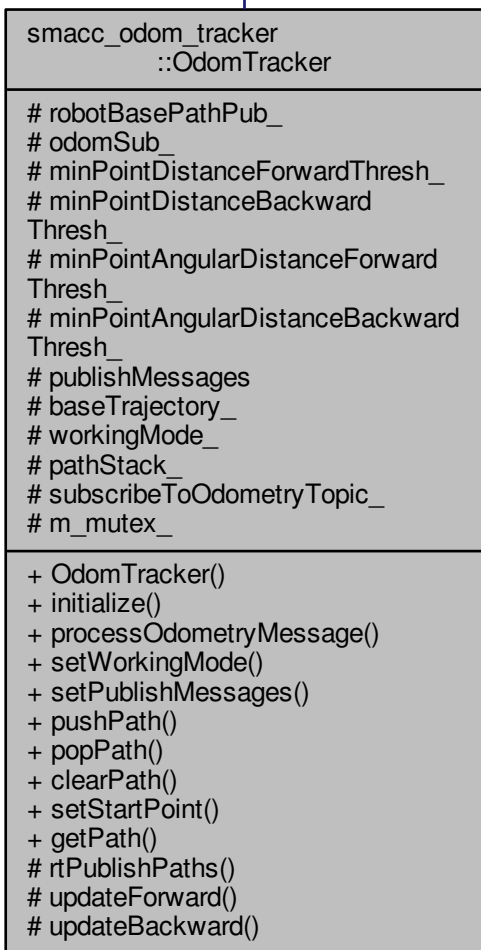 smacc_odom_tracker
::OdomTracker
# robotBasePathPub_
# odomSub_
# minPointDistanceForwardThresh_
# minPointDistanceBackward
Thresh_
# minPointAngularDistanceForward
Thresh_
# minPointAngularDistanceBackward
Thresh_
# publishMessages
# baseTrajectory_
# workingMode_
# pathStack_
# subscribeToOdometryTopic_
# m_mutex_
+ OdomTracker()
+ initialize()
+ processOdometryMessage()
+ setWorkingMode()
+ setPublishMessages()
+ pushPath()
+ popPath()
+ clearPath()
+ setStartPoint()
+ getPath()
# rtPublishPaths()
# updateForward()
# updateBackward()